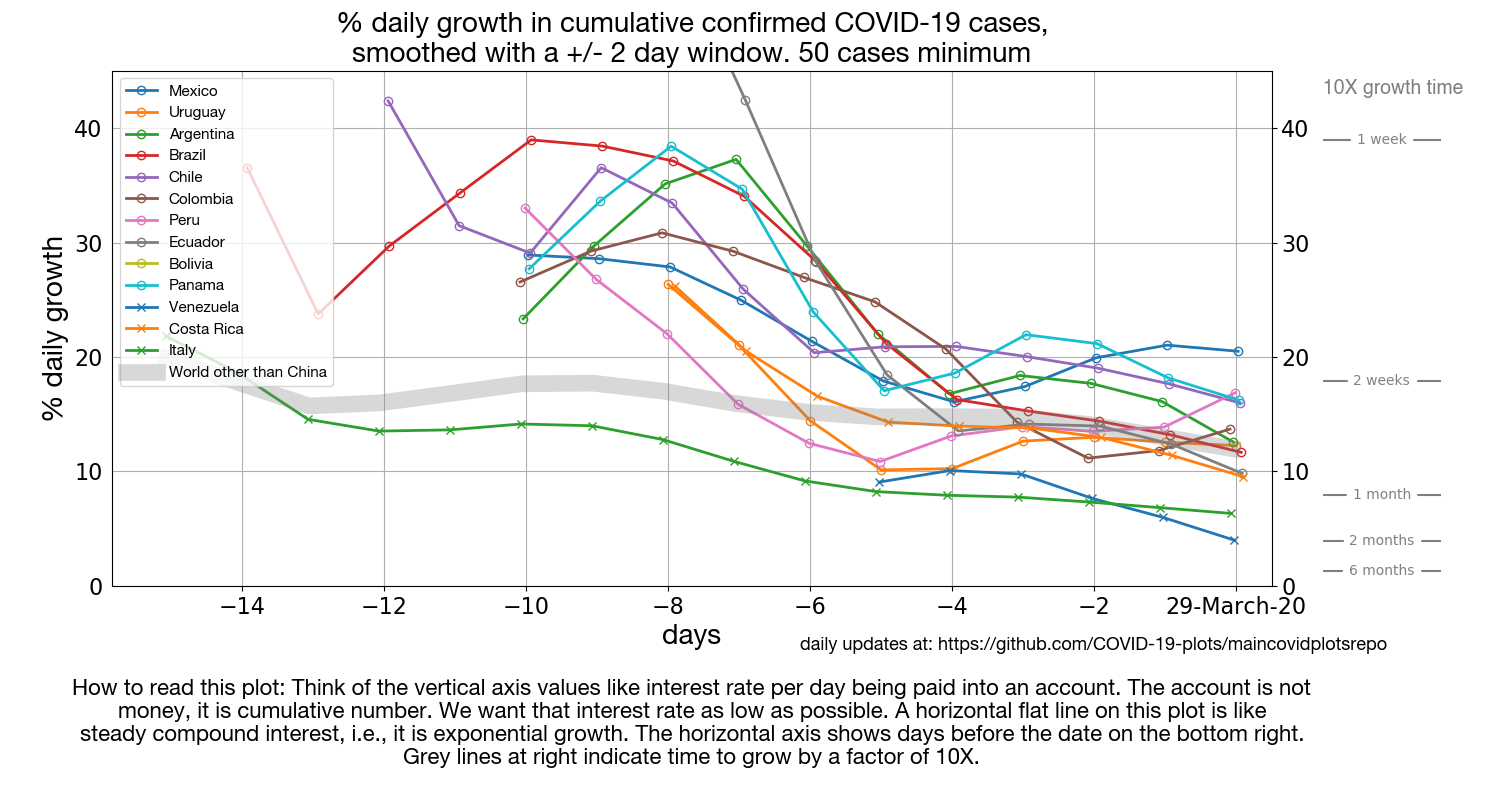 % daily growth in cumulative confirmed COVID-19 cases,
smoothed with a +/- 2 day window. 50 cases minimum
10X growth time
Mexico
Uruguay
Argentina
Brazil
Chile
Colombia
Peru
Ecuador
Bolivia
Panama
Venezuela
Costa Rica
Italy
World other than China
% daily growth
40
30
20
10
0
40
30
20
10
0
1 week
2 weeks
1 month
2 months
6 months
−14 −12 −10 −8 −6 −4 −2 29-March-20
days
daily updates at: https://github.com/COVID-19-plots/maincovidplotsrepo
How to read this plot: Think of the vertical axis values like interest rate per day being paid into an account. The account is not
money, it is cumulative number. We want that interest rate as low as possible. A horizontal flat line on this plot is like
steady compound interest, i.e., it is exponential growth. The horizontal axis shows days before the date on the bottom right.
Grey lines at right indicate time to grow by a factor of 10X.